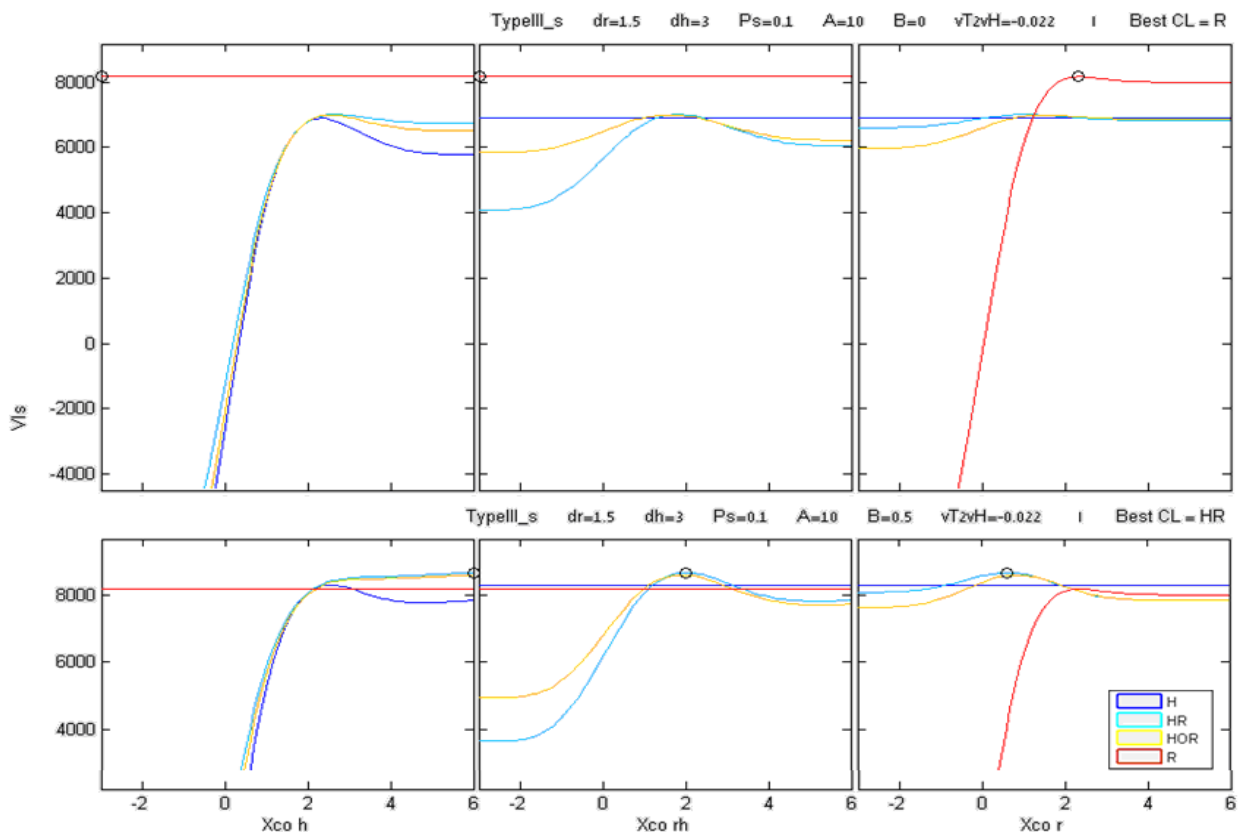 TypeIII_s dr=1.5 dh=3 Ps=0.1 A=10 B=0 vT2vH=-0.022 I Best CL = R
8000
6000
4000
2000
0
-2000
-4000
VIs
TypeIII_s dr=1.5 dh=3 Ps=0.1 A=10 B=0.5 vT2vH=-0.022 I Best CL = HR
8000
6000
4000
H
HR
HOR
R
-2 0 2 4 6 -2 0 2 4 6 -2 0 2 4 6
Xco h Xco rh Xco r